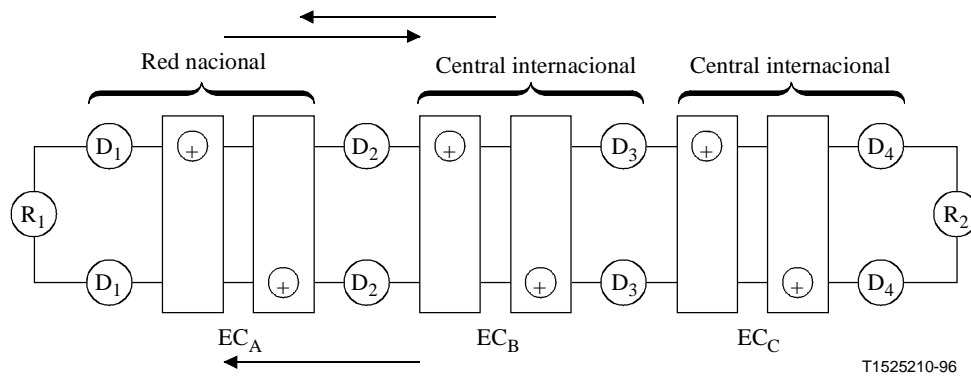 Red nacional Central internacional Central internacional
D1 + D2 + D3 + D4
R1 R2
D1 + D2 + D3 + D4
ECA ECB ECC
T1525210-96